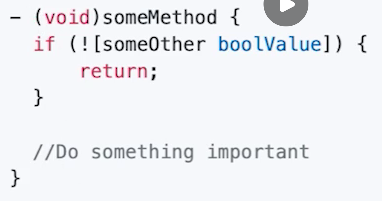 - (void)someMethod {
if (![someOther boolValue]) {
return;
}
//Do something important
}